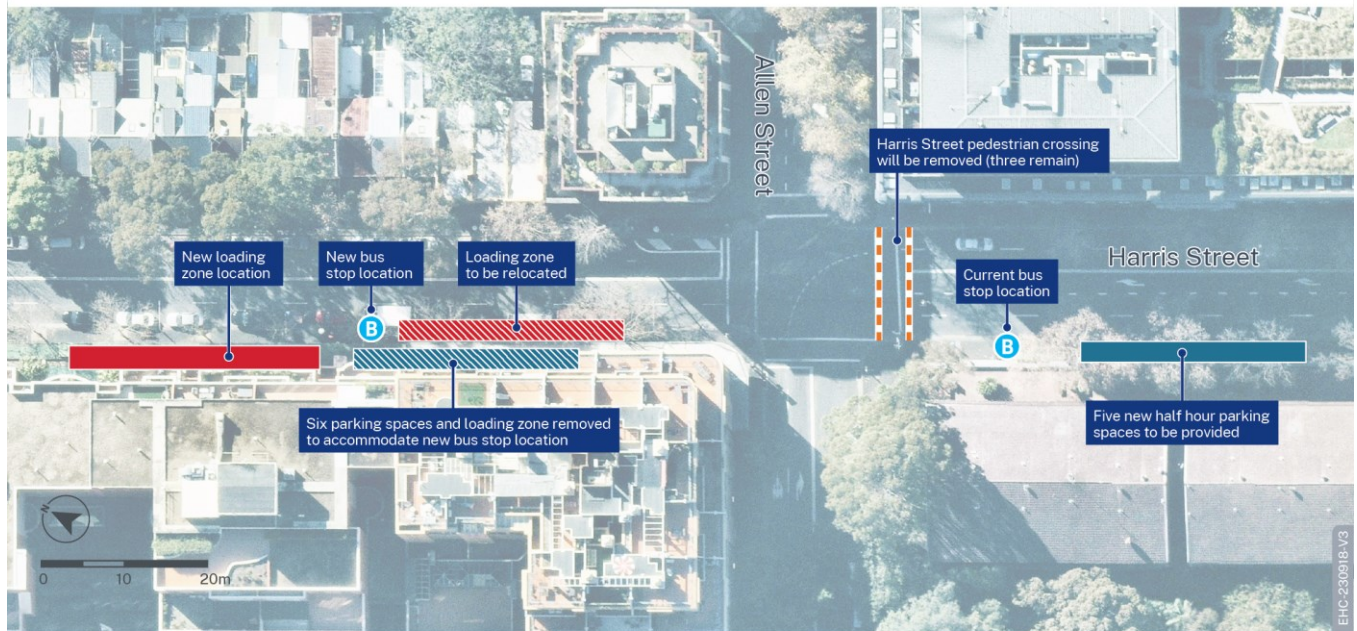 Allen Street
Harris Street pedestrian crossing
will be removed (three remain)
New loading
zone location
New bus
stop location
Loading zone
to be relocated
Harris Street
Current bus
stop location
B
B
Six parking spaces and loading zone removed
to accommodate new bus stop location
Five new half hour parking
spaces to be provided
N
0 10 20m
EHC-230918-V3